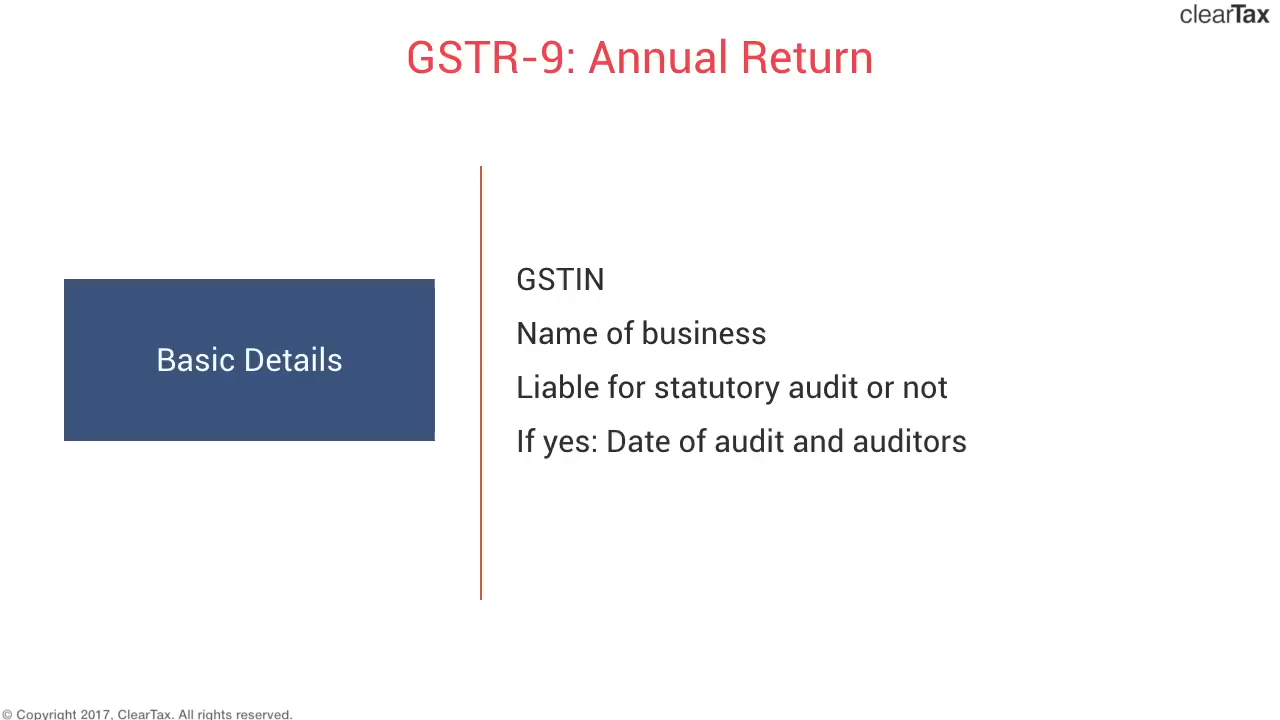 clearTax
GSTR-9: Annual Return
Basic Details
GSTIN
Name of business
Liable for statutory audit or not
If yes: Date of audit and auditors
© Copyright 2017, ClearTax. All rights reserved.